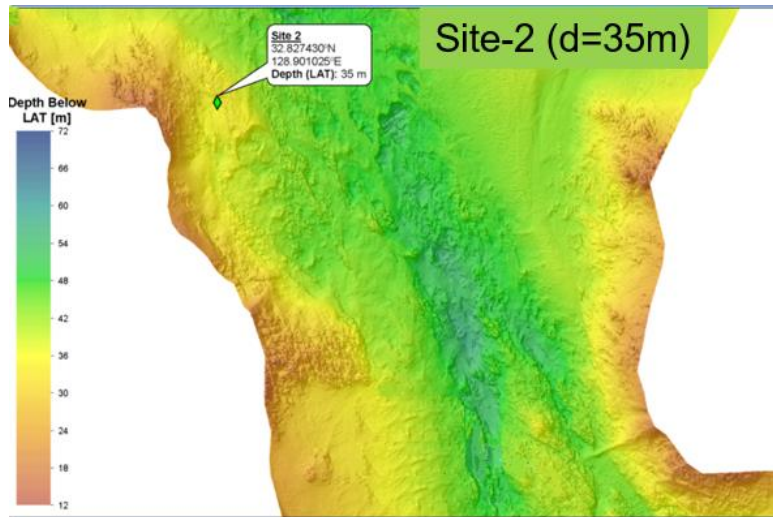 Site-2 (d=35m)
Site 2
32.827430°N
128.901025°E
Depth (LAT): 35 m
Depth Below
LAT [m]
72
66
60
54
48
42
36
30
24
18
12